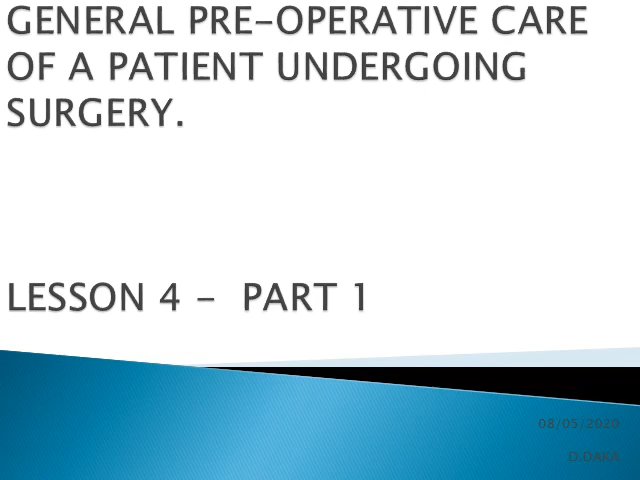 GENERAL PRE-OPERATIVE CARE
OF A PATIENT UNDERGOING
SURGERY.
LESSON 4 - PART 1
08/05/2020
D.DAKA